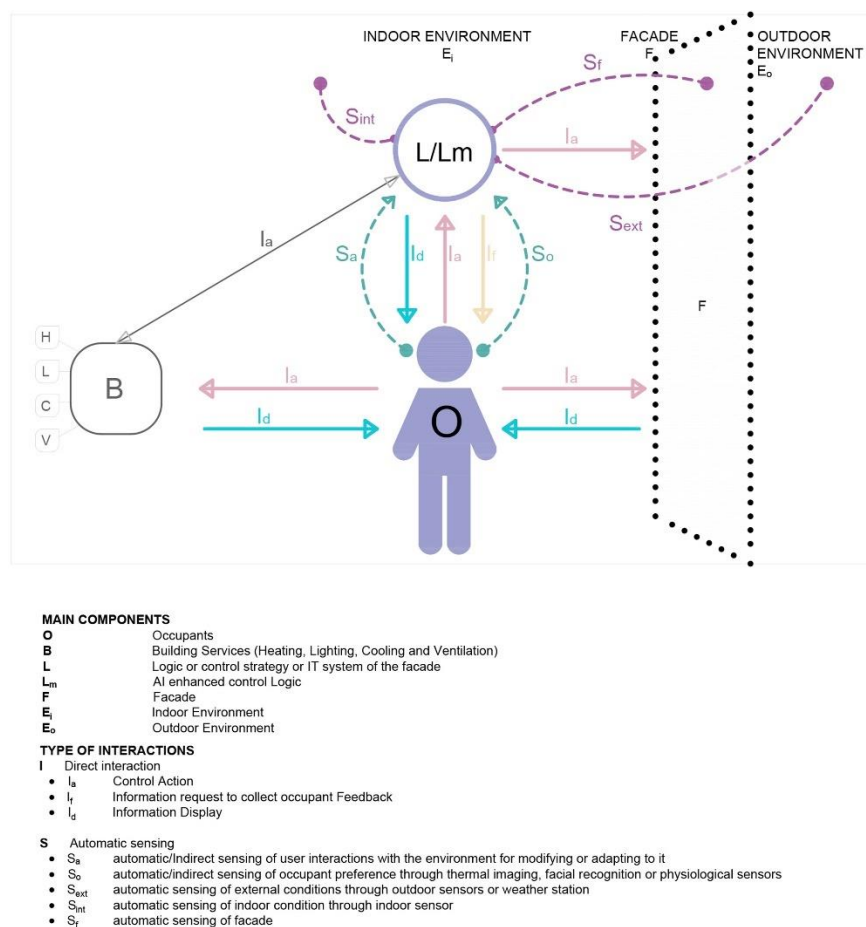 INDOOR ENVIRONMENT
Ei
FACADE
F
OUTDOOR
ENVIRONMENT
Eo
Sf
Sint
L/Lm
Ia
Sext
Ia
Sa
Id
Ia
If
So
F
H
L
C
V
B
Ia
Ia
Id
O
Id
MAIN COMPONENTS
O Occupants
B Building Services (Heating, Lighting, Cooling and Ventilation)
L Logic or control strategy or IT system of the facade
Lm AI enhanced control Logic
F Facade
Ei Indoor Environment
Eo Outdoor Environment
TYPE OF INTERACTIONS
I Direct interaction
• Ia Control Action
• If Information request to collect occupant Feedback
• Id Information Display
S Automatic sensing
• Sa automatic/Indirect sensing of user interactions with the environment for modifying or adapting to it
• So automatic/indirect sensing of occupant preference through thermal imaging, facial recognition or physiological sensors
• Sext automatic sensing of external conditions through outdoor sensors or weather station
• Sint automatic sensing of indoor condition through indoor sensor
• Sf automatic sensing of facade